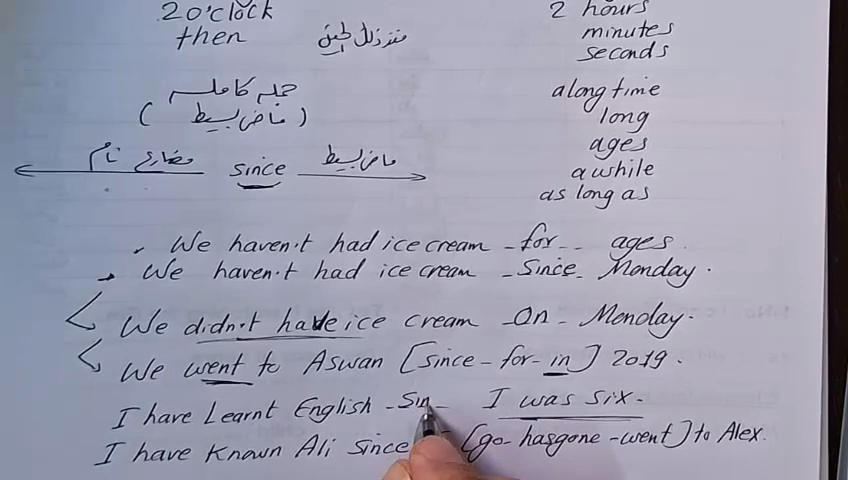 2 o'clock
then منذ ذلك الحين
جملة كاملة
( ماضى بسيط )
مضارع تام since ماضى بسيط
2 hours
minutes
seconds
a long time
long
ages
a while
as long as
. We haven't had ice cream - for - - ages.
. We haven't had ice cream - Since - Monday.
We didn't have ice cream - On - Monday.
We went to Aswan [since - for - in] 2019.
I have Learnt English - Sin - I was six.
I have Known Ali Since - [go - has gone - went] to Alex.